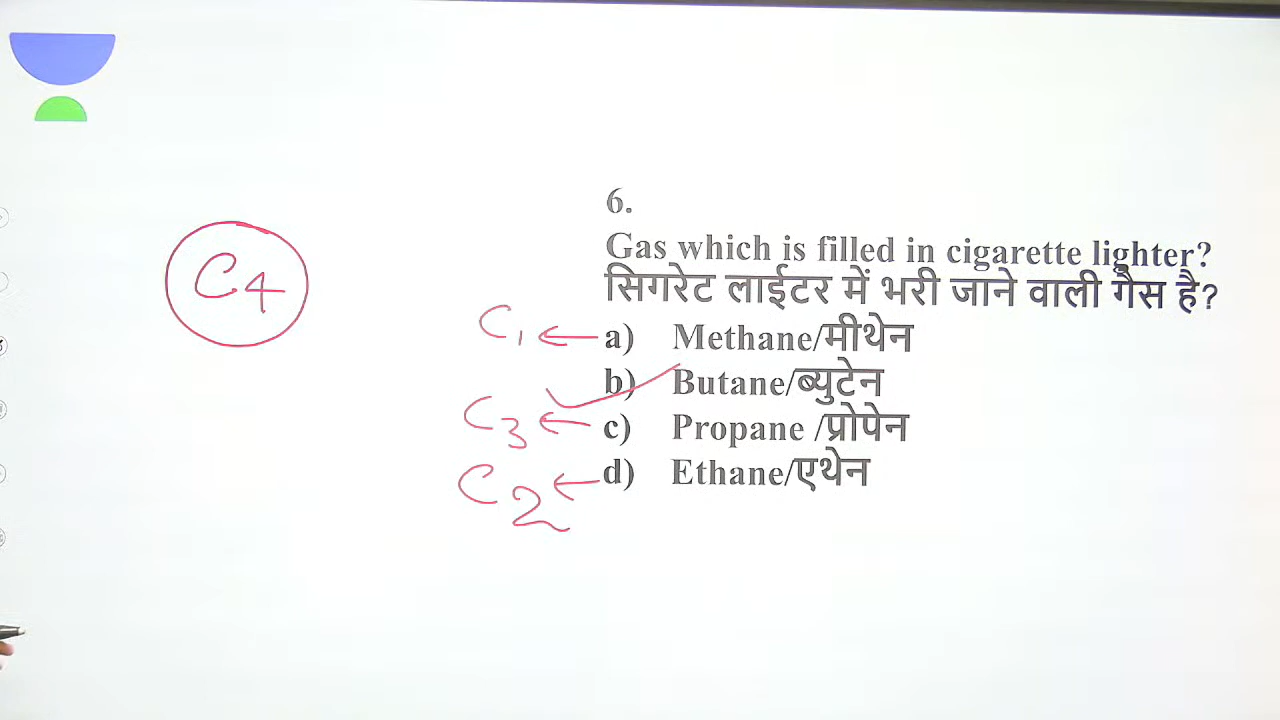 6.
Gas which is filled in cigarette lighter?
सिगरेट लाईटर में भरी जाने वाली गैस है?
C4
C1 ← a) Methane/मीथेन
b) Butane/ब्युटेन
C3 ← c) Propane /प्रोपेन
C2 ← d) Ethane/एथेन